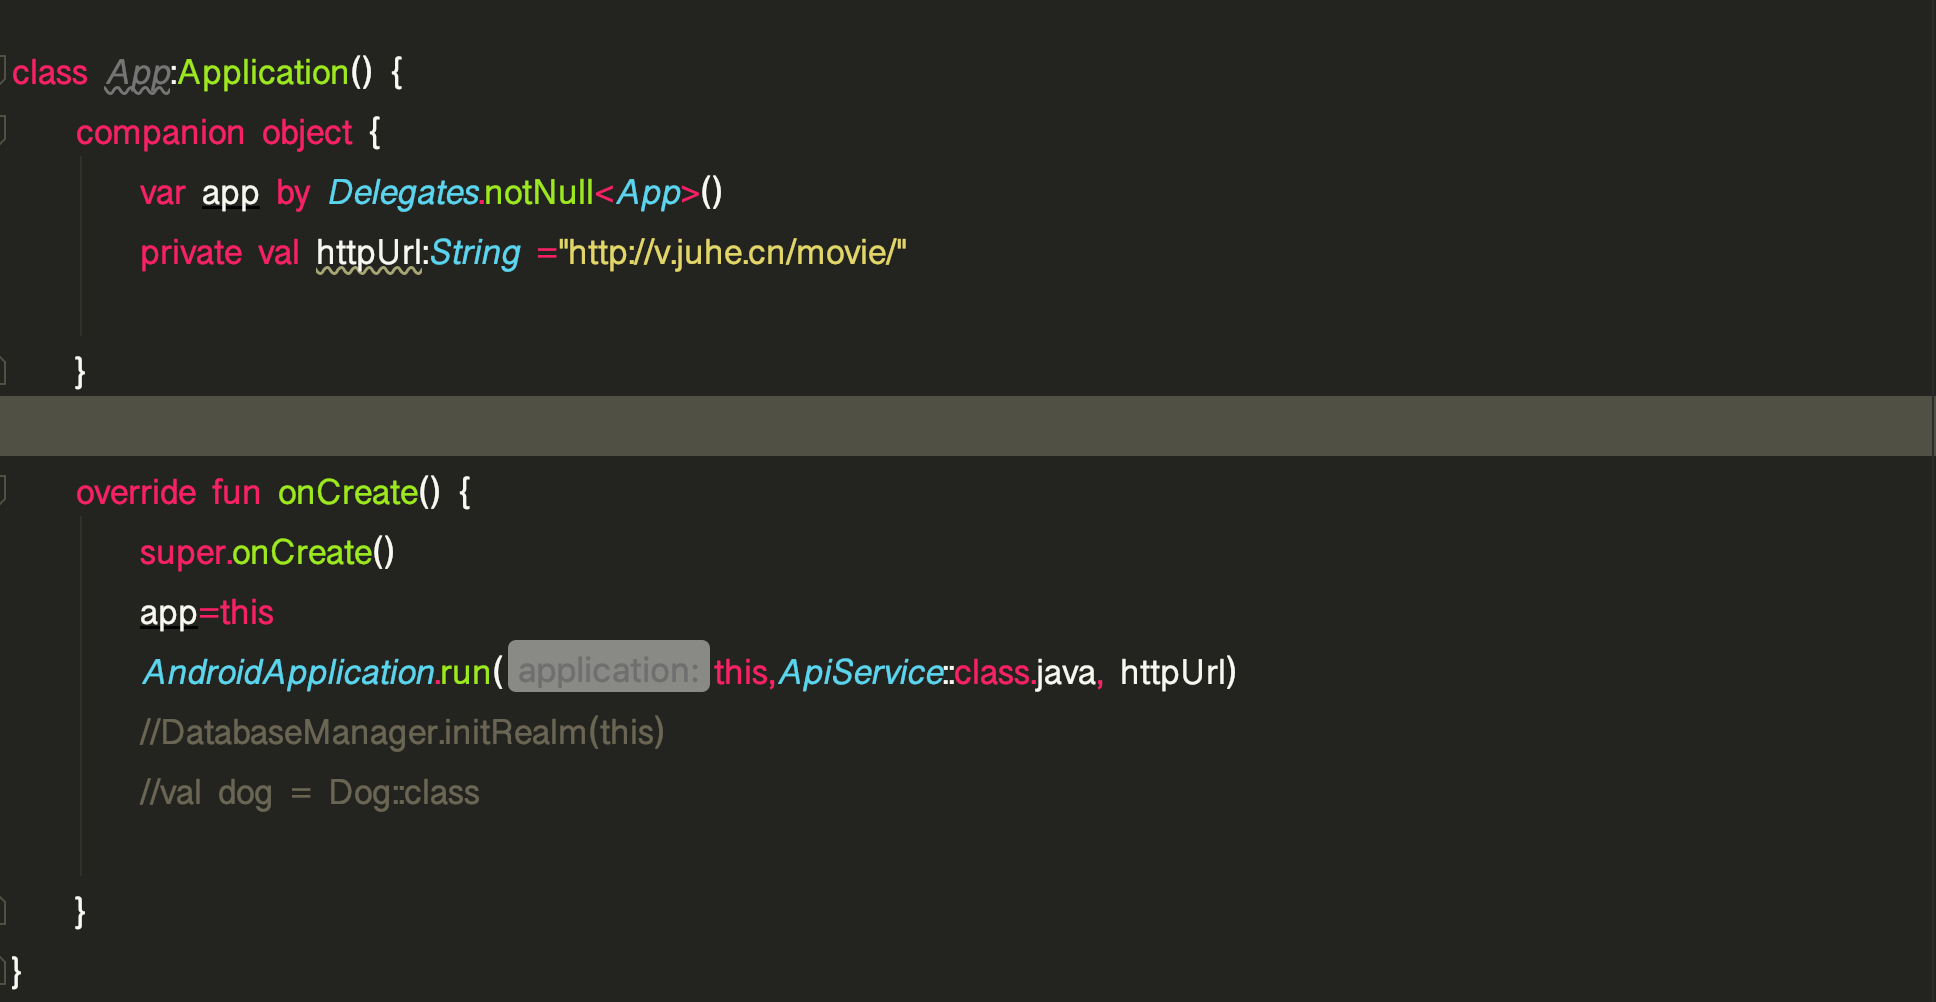 class App:Application() {
companion object {
var app by Delegates.notNull<App>()
private val httpUrl:String ="http://v.juhe.cn/movie/"
}
override fun onCreate() {
super.onCreate()
app=this
AndroidApplication.run( application: this,ApiService::class.java, httpUrl)
//DatabaseManager.initRealm(this)
//val dog = Dog::class
}
}